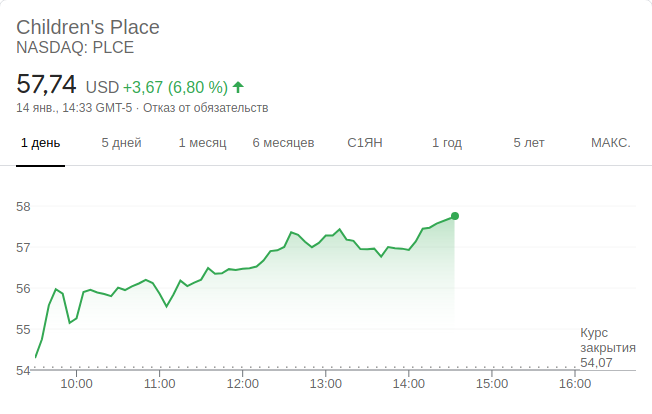 Children's Place
NASDAQ: PLCE
57,74 USD +3,67 (6,80 %)
14 янв., 14:33 GMT-5 · Отказ от обязательств
1 день 5 дней 1 месяц 6 месяцев С1ЯН 1 год 5 лет МАКС.
58
57
56
55
54
Курс
закрытия
54,07
10:00 11:00 12:00 13:00 14:00 15:00 16:00